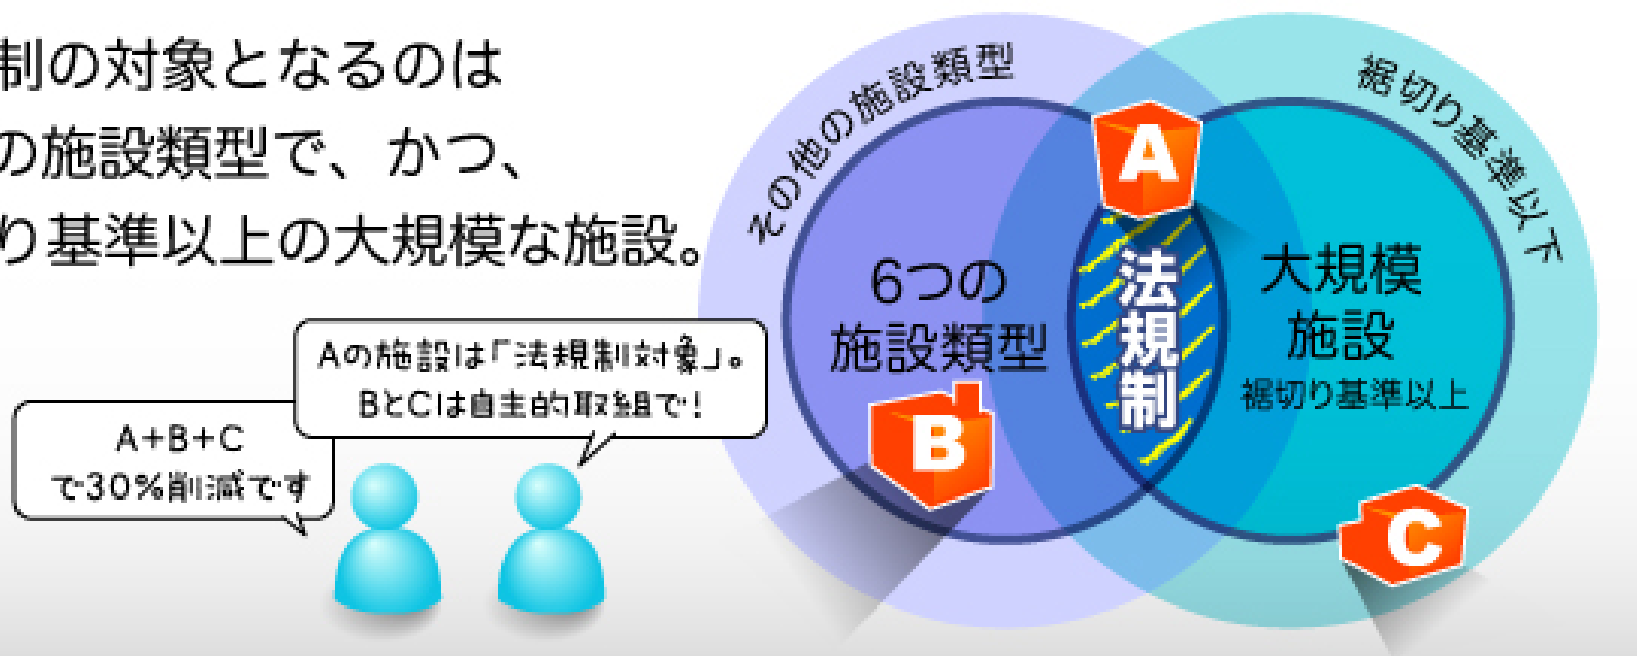 制の対象となるのは
の施設類型で、かつ、
り基準以上の大規模な施設。
Aの施設は「法規制対象」。
BとCは自主的取組で!
A+B+C
で30%削減です
その他の施設類型
裾切り基準以下
A
法規制
6つの
施設類型
大規模
施設
裾切り基準以上
B
C